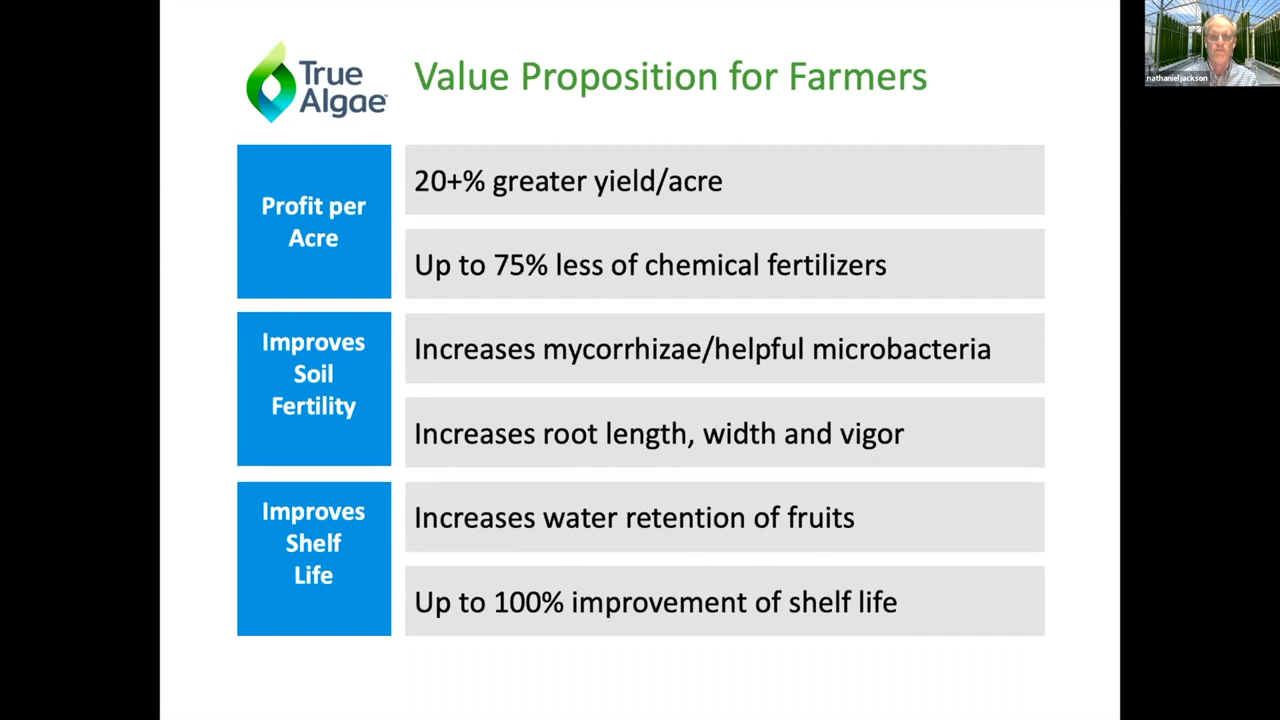 True
Algae™
Value Proposition for Farmers
nathanieljackson
Profit per
Acre
20+% greater yield/acre
Up to 75% less of chemical fertilizers
Improves
Soil
Fertility
Increases mycorrhizae/helpful microbacteria
Increases root length, width and vigor
Improves
Shelf
Life
Increases water retention of fruits
Up to 100% improvement of shelf life